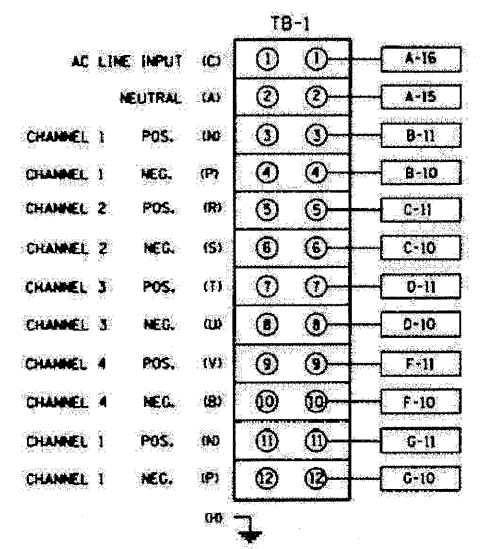 TB-1
AC LINE INPUT (C) 1 1 A-16
NEUTRAL (A) 2 2 A-15
CHANNEL 1 POS. (N) 3 3 B-11
CHANNEL 1 NEG. (P) 4 4 B-10
CHANNEL 2 POS. (R) 5 5 C-11
CHANNEL 2 NEG. (S) 6 6 C-10
CHANNEL 3 POS. (T) 7 7 D-11
CHANNEL 3 NEG. (U) 8 8 D-10
CHANNEL 4 POS. (V) 9 9 F-11
CHANNEL 4 NEG. (B) 10 10 F-10
CHANNEL 1 POS. (N) 11 11 G-11
CHANNEL 1 NEG. (P) 12 12 G-10
(H)